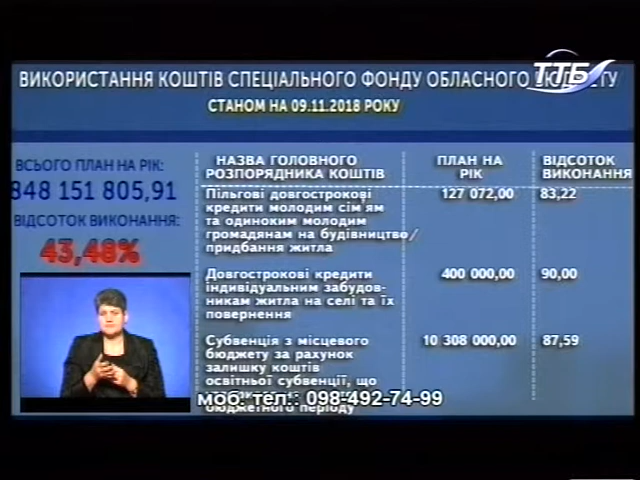 ТТБ
ВИКОРИСТАННЯ КОШТІВ СПЕЦІАЛЬНОГО ФОНДУ ОБЛАСНОГО
СТАНОМ НА 09.11.2018 РОКУ
ВСЬОГО ПЛАН НА РІК:
848 151 805,91
ВІДСОТОК ВИКОНАННЯ:
43,48%
НАЗВА ГОЛОВНОГО
РОЗПОРЯДНИКА КОШТІВ
ПЛАН НА
РІК
ВІДСОТОК
ВИКОНАННЯ
Пільгові довгострокові
кредити молодим сім ям
та одиноким молодим
громадянам на будівництво/
придбання житла
127 072,00
83,22
Довгострокові кредити
індивідуальним забудов-
никам житла на селі та їх
повернення
400 000,00
90,00
Субвенція з місцевого
бюджету за рахунок
залишку коштів
освітньої субвенції, що
10 308 000,00
87,59
моб. тел.: 098-492-74-99
бюджетного періоду